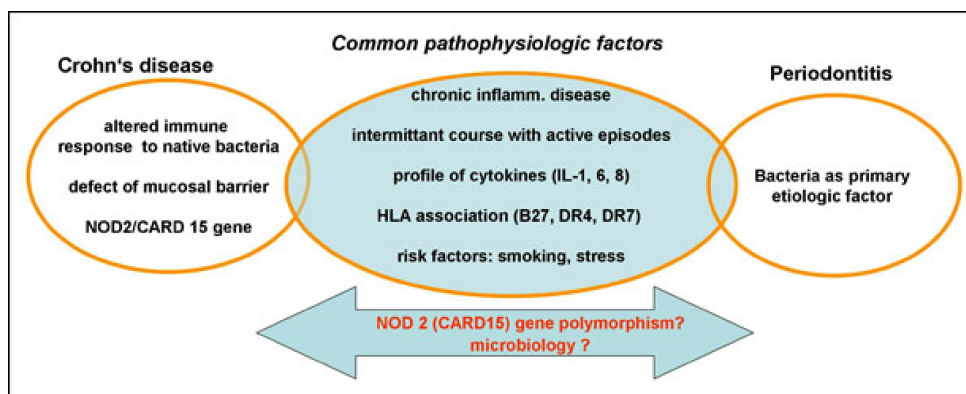 Common pathophysiologic factors
Crohn's disease
altered immune
response to native bacteria
defect of mucosal barrier
NOD2/CARD 15 gene
chronic inflamm. disease
intermittant course with active episodes
profile of cytokines (IL-1, 6, 8)
HLA association (B27, DR4, DR7)
risk factors: smoking, stress
Periodontitis
Bacteria as primary
etiologic factor
NOD 2 (CARD15) gene polymorphism?
microbiology ?